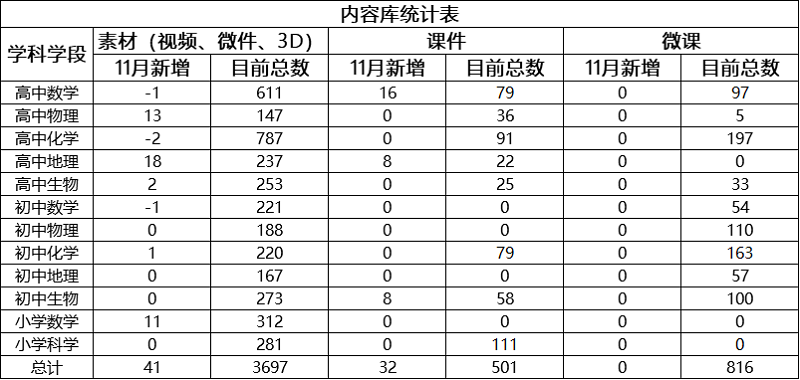 内容库统计表
学科学段 素材（视频、微件、3D） 课件 微课
11月新增 目前总数 11月新增 目前总数 11月新增 目前总数
高中数学 -1 611 16 79 0 97
高中物理 13 147 0 36 0 5
高中化学 -2 787 0 91 0 197
高中地理 18 237 8 22 0 0
高中生物 2 253 0 25 0 33
初中数学 -1 221 0 0 0 54
初中物理 0 188 0 0 0 110
初中化学 1 220 0 79 0 163
初中地理 0 167 0 0 0 57
初中生物 0 273 8 58 0 100
小学数学 11 312 0 0 0 0
小学科学 0 281 0 111 0 0
总计 41 3697 32 501 0 816